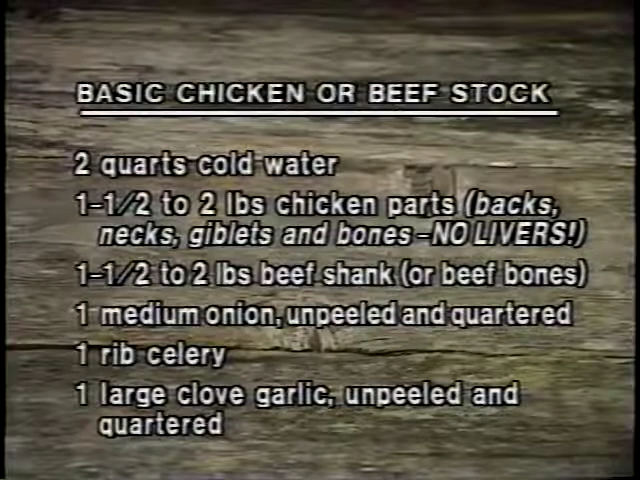 BASIC CHICKEN OR BEEF STOCK
2 quarts cold water
1-1/2 to 2 lbs chicken parts (backs,
necks, giblets and bones-NO LIVERS!)
1-1/2 to 2 lbs beef shank (or beef bones)
1 medium onion, unpeeled and quartered
1 rib celery
1 large clove garlic, unpeeled and
quartered